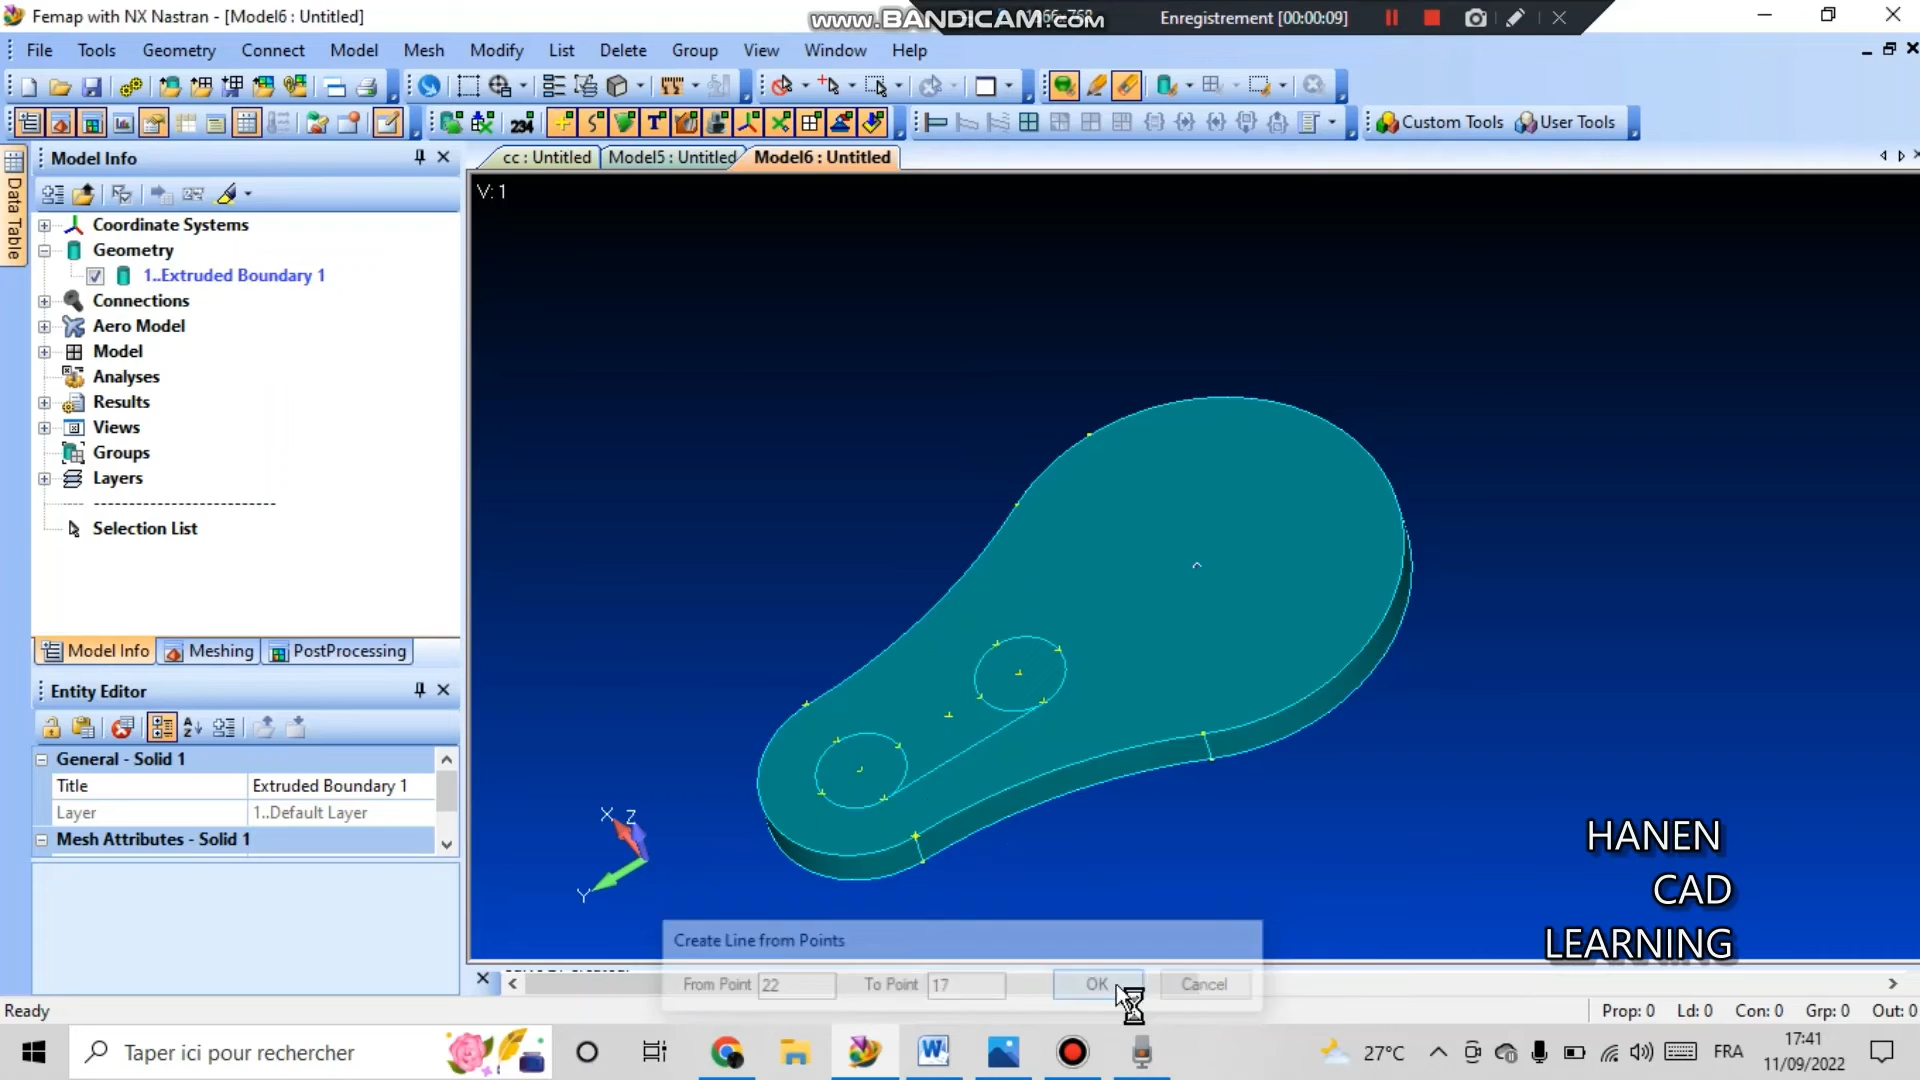 Femap with NX Nastran - [Model6 : Untitled]
www.BANDICAM.com
Enregistrement [00:00:09]
File Tools Geometry Connect Model Mesh Modify List Delete Group View Window Help
234
Custom Tools User Tools
Data Table
Model Info
cc : Untitled Model5 : Untitled Model6 : Untitled
V: 1
Coordinate Systems
Geometry
1..Extruded Boundary 1
Connections
Aero Model
Model
Analyses
Results
Views
Groups
Layers
Selection List
Model Info Meshing PostProcessing
Entity Editor
General - Solid 1
Title Extruded Boundary 1
Layer 1..Default Layer
Mesh Attributes - Solid 1
X Z
Y
HANEN
CAD
LEARNING
Create Line from Points
From Point 22 To Point 17 OK Cancel
Ready
Prop: 0 Ld: 0 Con: 0 Grp: 0 Out: 0
Taper ici pour rechercher
27°C
FRA
17:41
11/09/2022